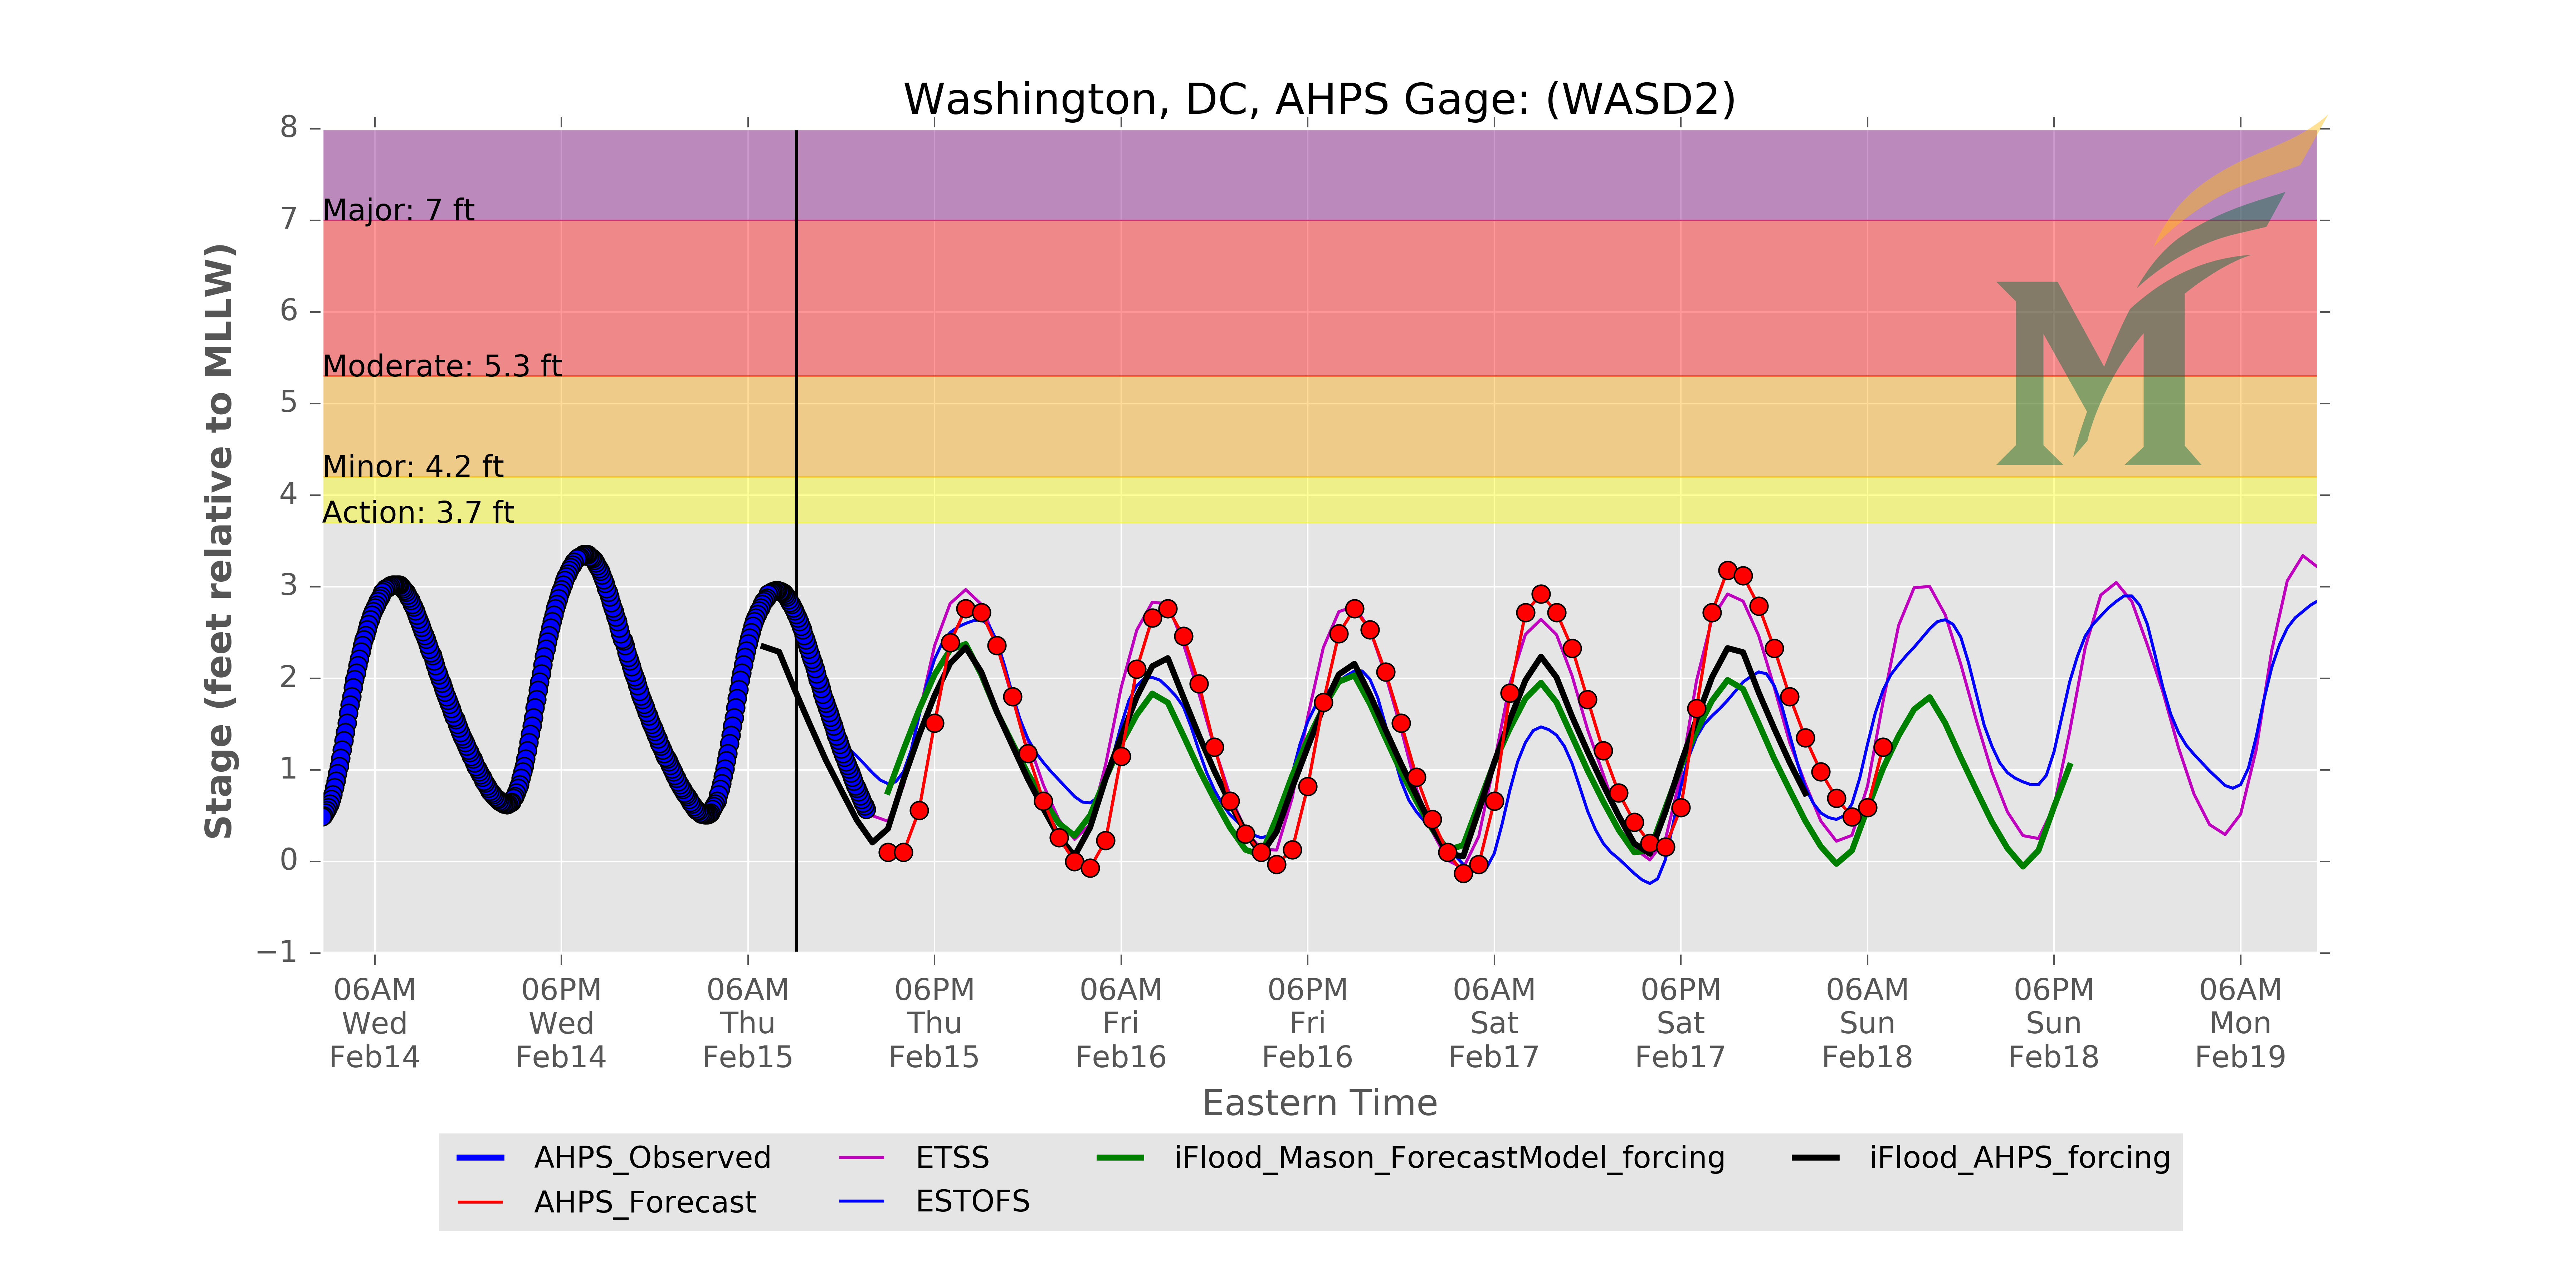 Washington, DC, AHPS Gage: (WASD2)
8
7
6
5
4
3
2
1
0
−1
Stage (feet relative to MLLW)
Major: 7 ft
Moderate: 5.3 ft
Minor: 4.2 ft
Action: 3.7 ft
M
06AM 06PM 06AM 06PM 06AM 06PM 06AM 06PM 06AM 06PM 06AM
Wed Wed Thu Thu Fri Fri Sat Sat Sun Sun Mon
Feb14 Feb14 Feb15 Feb15 Feb16 Feb16 Feb17 Feb17 Feb18 Feb18 Feb19
Eastern Time
AHPS_Observed ETSS iFlood_Mason_ForecastModel_forcing iFlood_AHPS_forcing
AHPS_Forecast ESTOFS